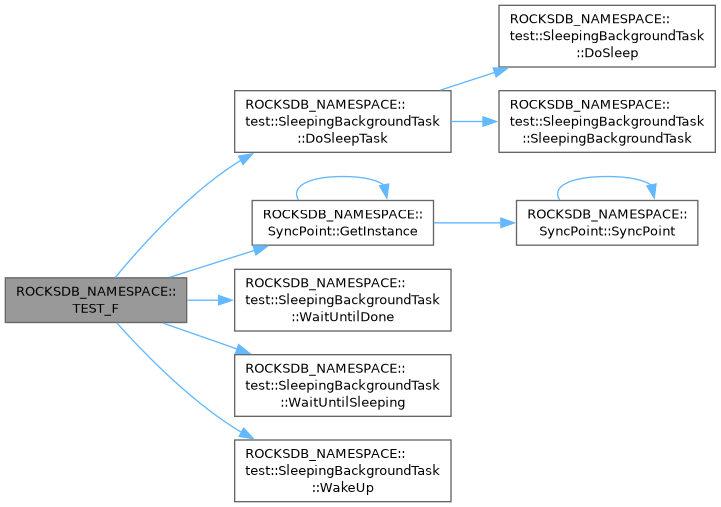 ROCKSDB_NAMESPACE::
TEST_F
ROCKSDB_NAMESPACE::
test::SleepingBackgroundTask
::DoSleepTask
ROCKSDB_NAMESPACE::
test::SleepingBackgroundTask
::DoSleep
ROCKSDB_NAMESPACE::
test::SleepingBackgroundTask
::SleepingBackgroundTask
ROCKSDB_NAMESPACE::
SyncPoint::GetInstance
ROCKSDB_NAMESPACE::
SyncPoint::SyncPoint
ROCKSDB_NAMESPACE::
test::SleepingBackgroundTask
::WaitUntilDone
ROCKSDB_NAMESPACE::
test::SleepingBackgroundTask
::WaitUntilSleeping
ROCKSDB_NAMESPACE::
test::SleepingBackgroundTask
::WakeUp